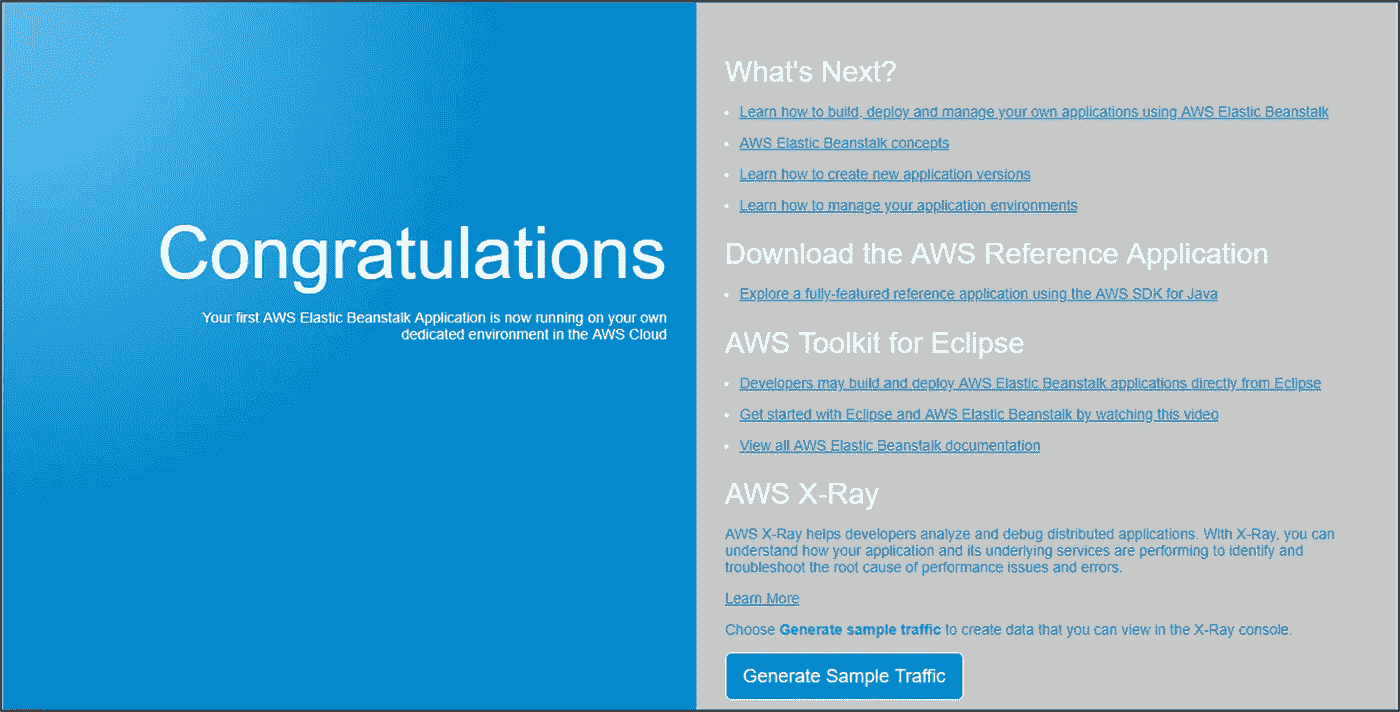 Congratulations
Your first AWS Elastic Beanstalk Application is now running on your own
dedicated environment in the AWS Cloud
What's Next?
Learn how to build, deploy and manage your own applications using AWS Elastic Beanstalk
AWS Elastic Beanstalk concepts
Learn how to create new application versions
Learn how to manage your application environments
Download the AWS Reference Application
Explore a fully-featured reference application using the AWS SDK for Java
AWS Toolkit for Eclipse
Developers may build and deploy AWS Elastic Beanstalk applications directly from Eclipse
Get started with Eclipse and AWS Elastic Beanstalk by watching this video
View all AWS Elastic Beanstalk documentation
AWS X-Ray
AWS X-Ray helps developers analyze and debug distributed applications. With X-Ray, you can
understand how your application and its underlying services are performing to identify and
troubleshoot the root cause of performance issues and errors.
Learn More
Choose Generate sample traffic to create data that you can view in the X-Ray console.
Generate Sample Traffic